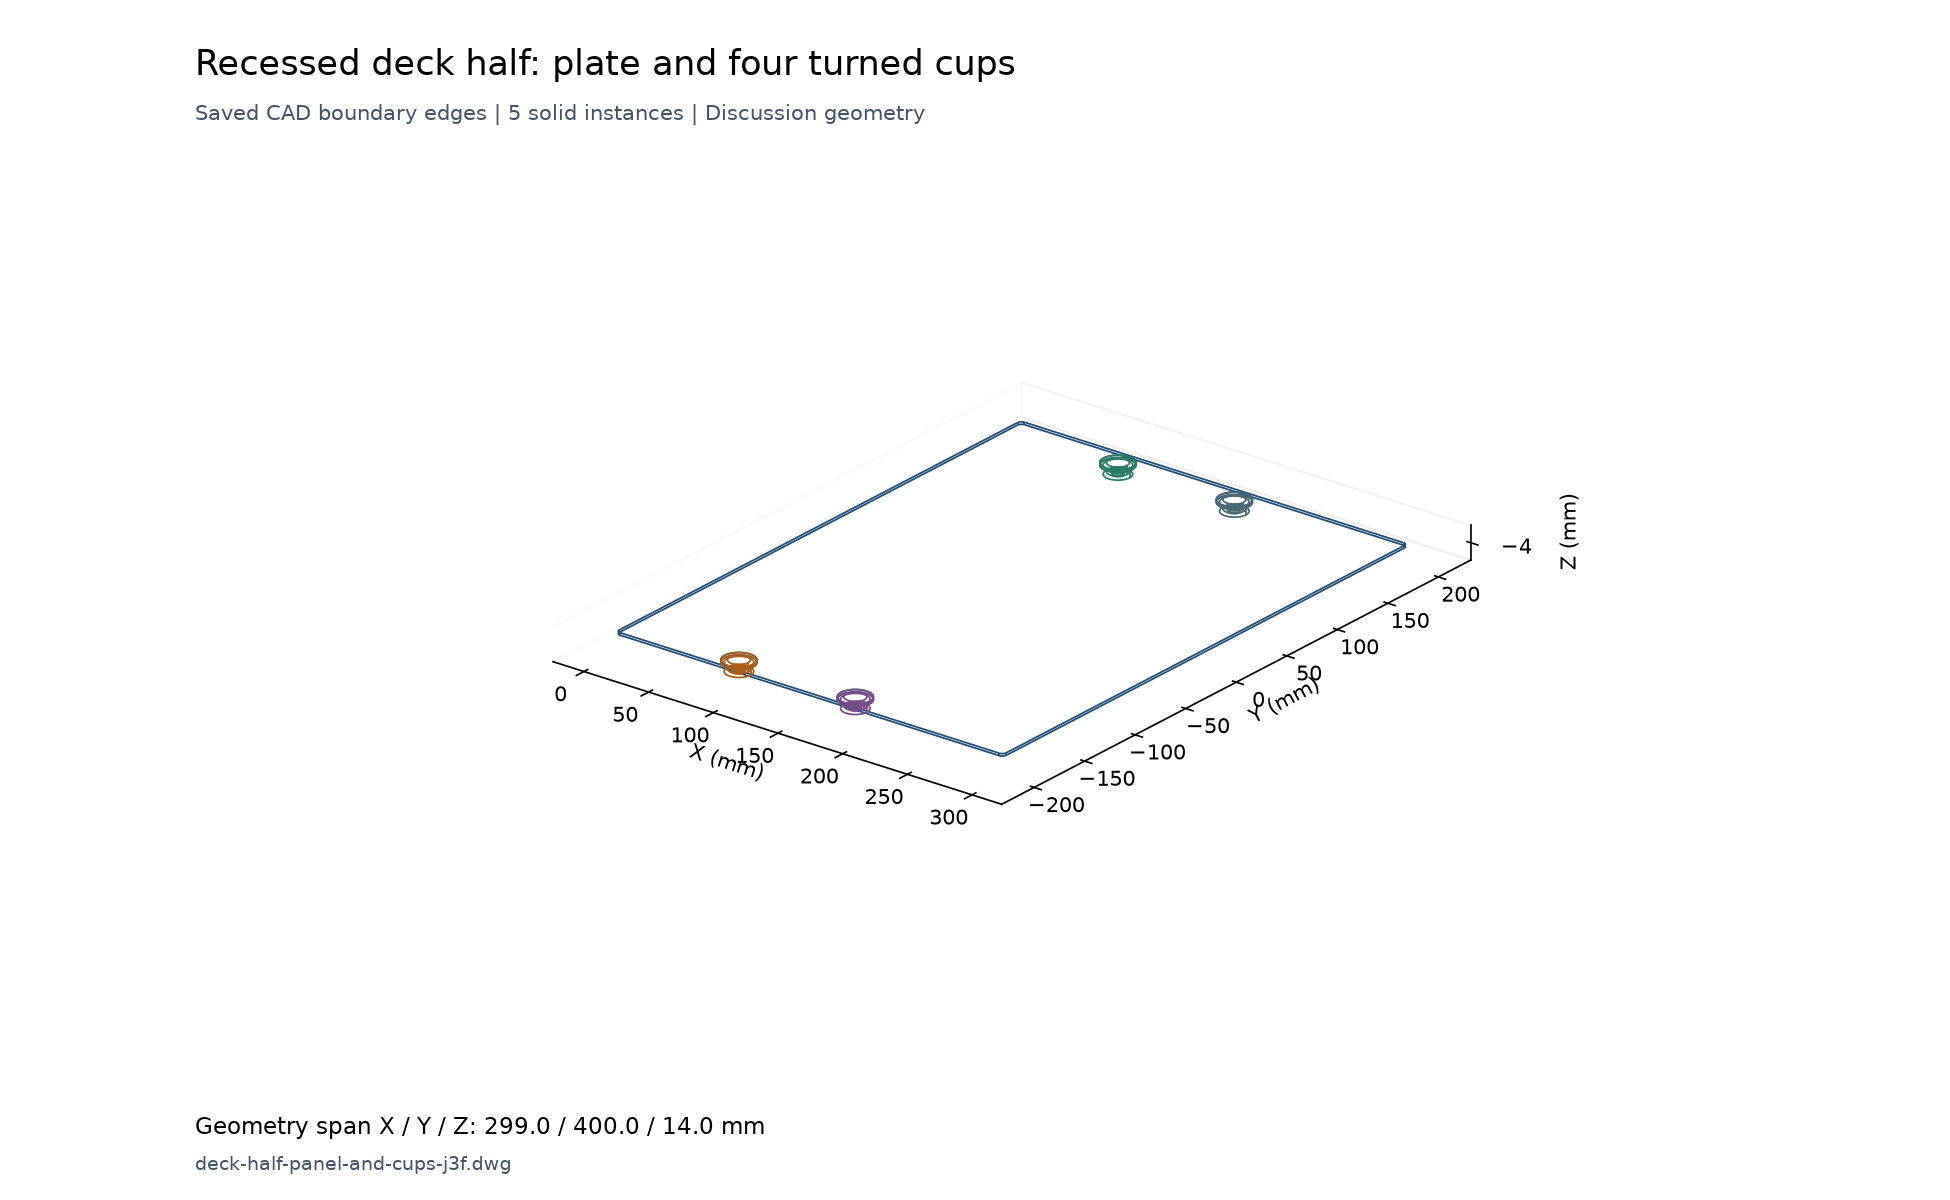 Recessed deck half: plate and four turned cups
Saved CAD boundary edges | 5 solid instances | Discussion geometry
Z (mm)
−4
200
150
100
50
0
−50
−100
−150
−200
Y (mm)
0
50
100
150
200
250
300
X (mm)
Geometry span X / Y / Z: 299.0 / 400.0 / 14.0 mm
deck-half-panel-and-cups-j3f.dwg